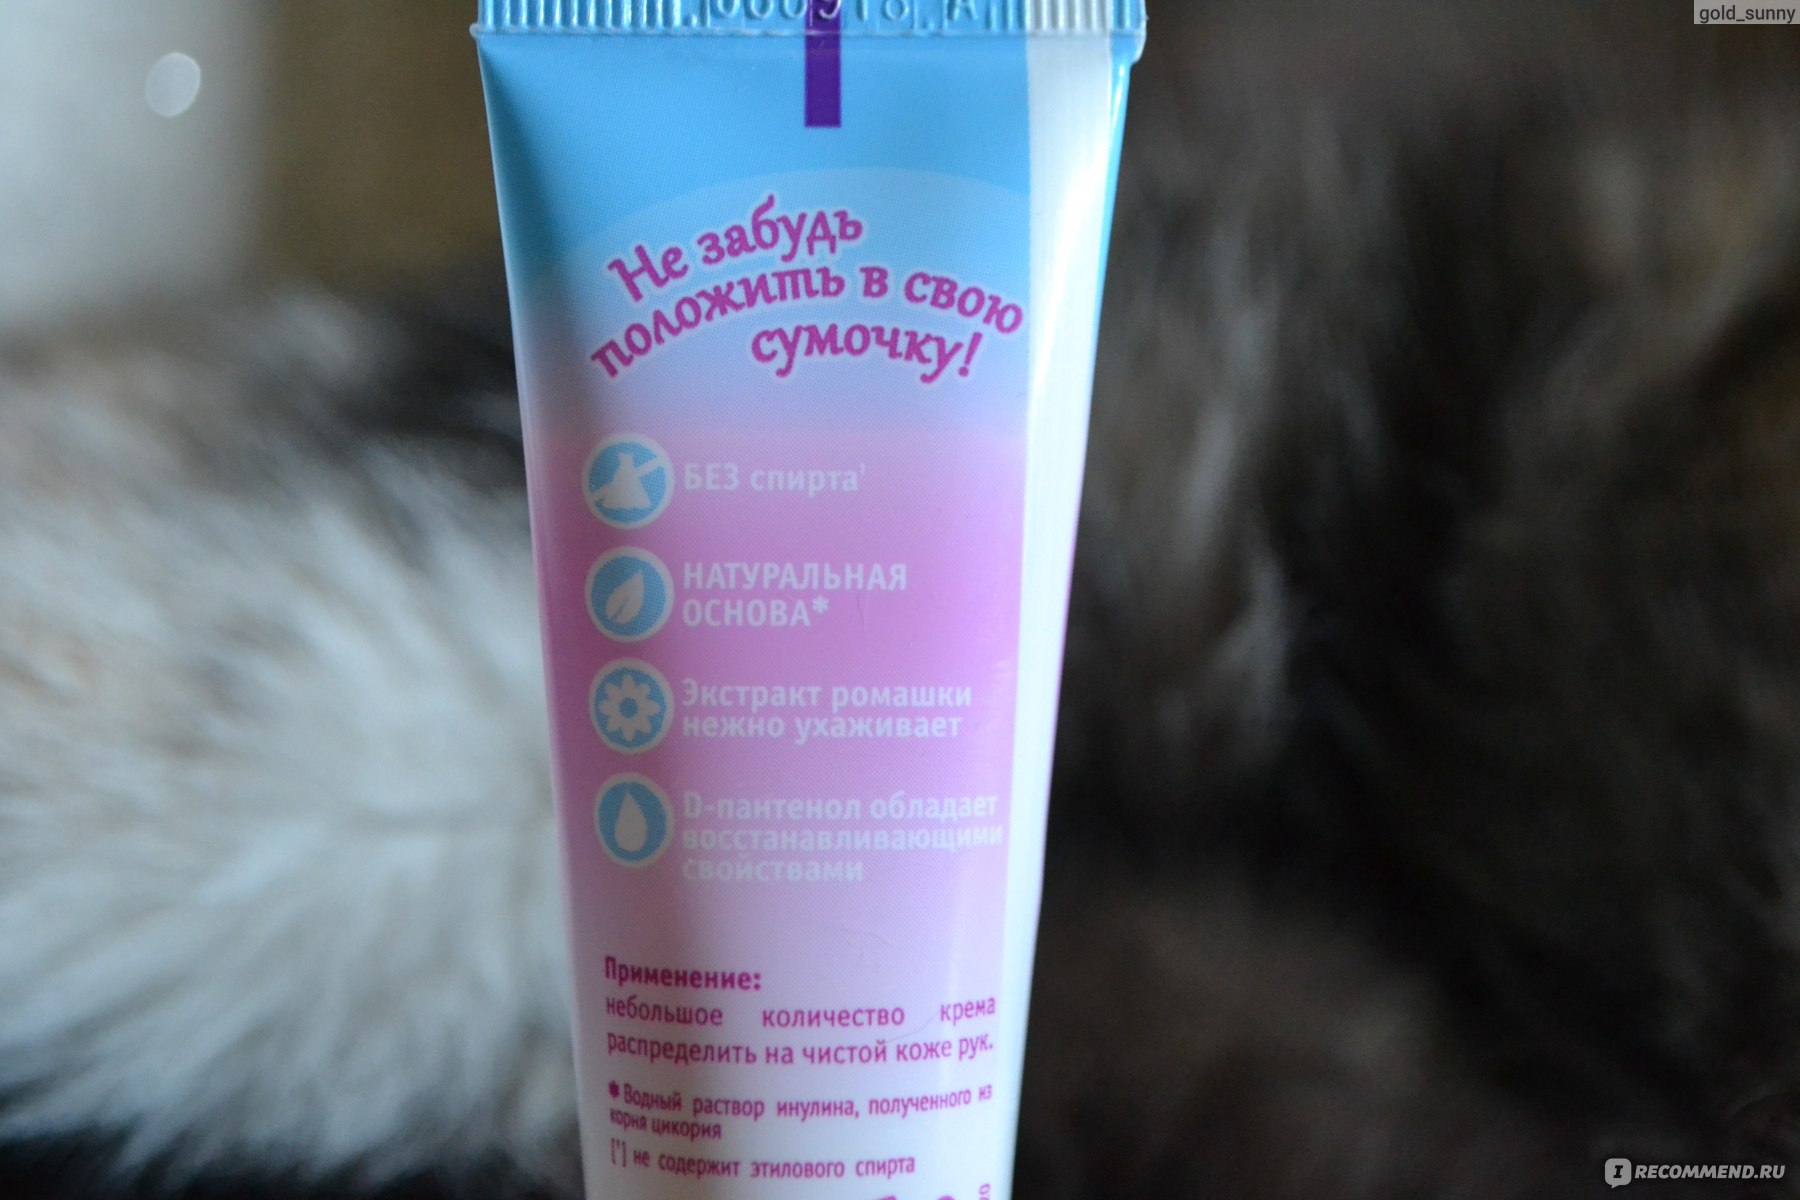 gold_sunny
Не забудь
положить в свою
сумочку!
БЕЗ спирта¹
НАТУРАЛЬНАЯ
ОСНОВА*
Экстракт ромашки
нежно ухаживает
D-пантенол обладает
восстанавливающими
свойствами
Применение:
небольшое количество крема
распределить на чистой коже рук.
* Водный раствор инулина, полученного из
корня цикория
[¹] не содержит этилового спирта
IRECOMMEND.RU